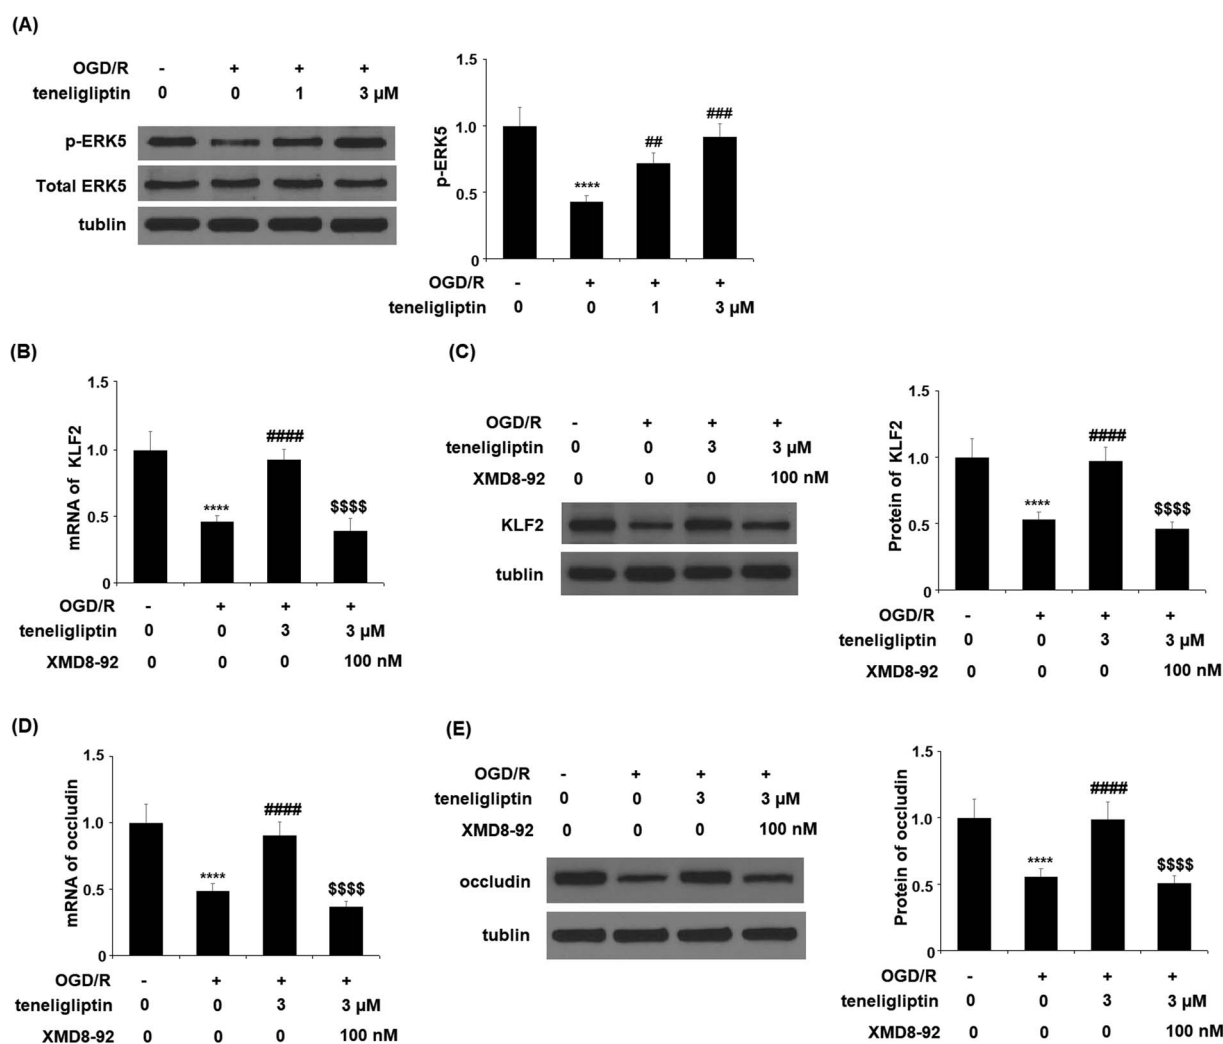 (A)
OGD/R - + + +
teneligliptin 0 0 1 3 µM
p-ERK5
Total ERK5
tublin
p-ERK5
1.5
1.0
0.5
0
****
##
###
OGD/R - + + +
teneligliptin 0 0 1 3 µM
(B)
mRNA of KLF2
1.5
1.0
0.5
0
****
####
$$$$
OGD/R - + + +
teneligliptin 0 0 3 3 µM
XMD8-92 0 0 0 100 nM
(C)
OGD/R - + + +
teneligliptin 0 0 3 3 µM
XMD8-92 0 0 0 100 nM
KLF2
tublin
Protein of KLF2
1.5
1.0
0.5
0
****
####
$$$$
OGD/R - + + +
teneligliptin 0 0 3 3 µM
XMD8-92 0 0 0 100 nM
(D)
mRNA of occludin
1.5
1.0
0.5
0
****
####
$$$$
OGD/R - + + +
teneligliptin 0 0 3 3 µM
XMD8-92 0 0 0 100 nM
(E)
OGD/R - + + +
teneligliptin 0 0 3 3 µM
XMD8-92 0 0 0 100 nM
occludin
tublin
Protein of occludin
1.5
1.0
0.5
0
****
####
$$$$
OGD/R - + + +
teneligliptin 0 0 3 3 µM
XMD8-92 0 0 0 100 nM